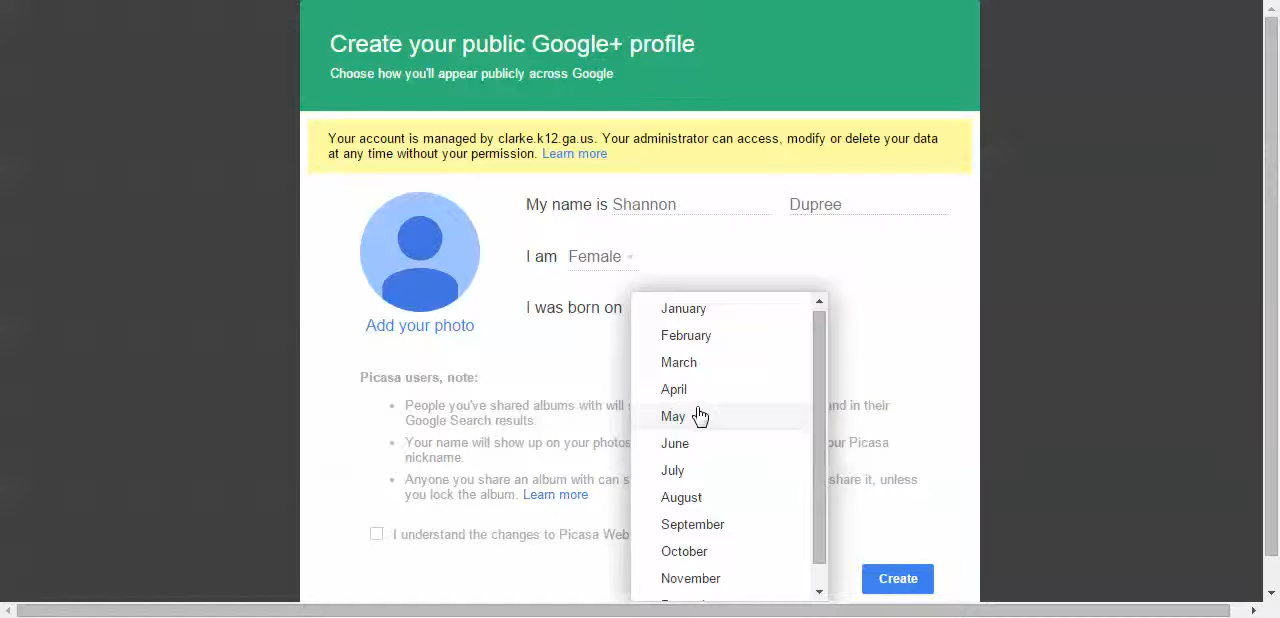 Create your public Google+ profile
Choose how you'll appear publicly across Google
Your account is managed by clarke.k12.ga.us. Your administrator can access, modify or delete your data
at any time without your permission. Learn more
My name is Shannon Dupree
I am Female
Add your photo
I was born on
January
February
March
April
May
June
July
August
September
October
November
Picasa users, note:
People you've shared albums with will and in their
Google Search results.
Your name will show up on your photos our Picasa
nickname.
Anyone you share an album with can share it, unless
you lock the album. Learn more
I understand the changes to Picasa Web
Create